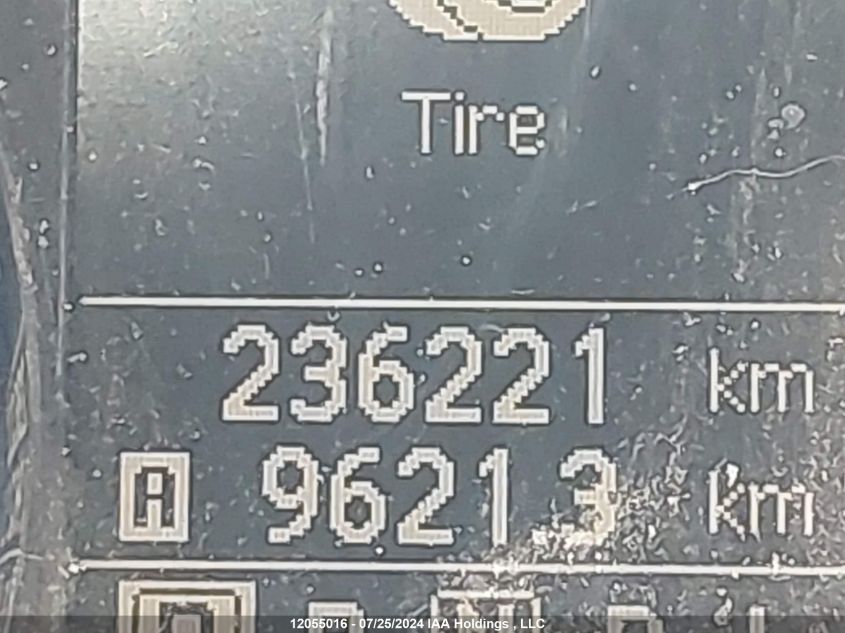 Tire
236221 km
A 9621.3 km
12055016 - 07/25/2024 IAA Holdings , LLC